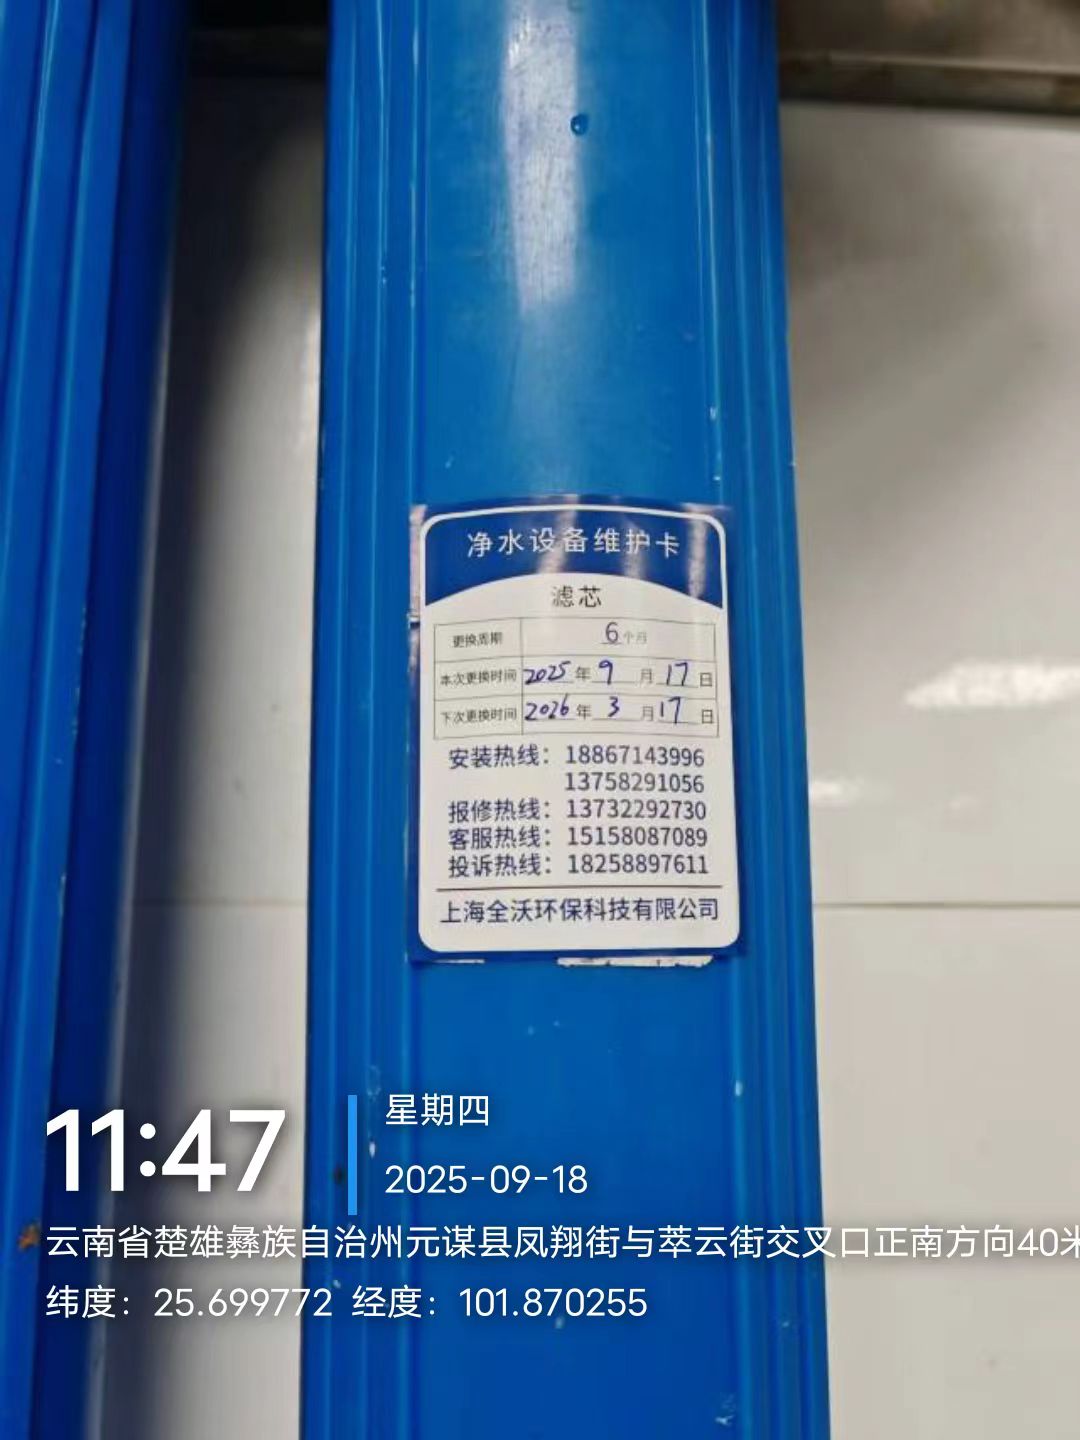 净水设备维护卡
滤芯
更换周期 6个月
本次更换时间 2025年9月17日
下次更换时间 2026年3月17日
安装热线：18867143996
13758291056
报修热线：13732292730
客服热线：15158087089
投诉热线：18258897611
上海全沃环保科技有限公司
11:47
星期四
2025-09-18
云南省楚雄彝族自治州元谋县凤翔街与萃云街交叉口正南方向40米
纬度：25.699772 经度：101.870255